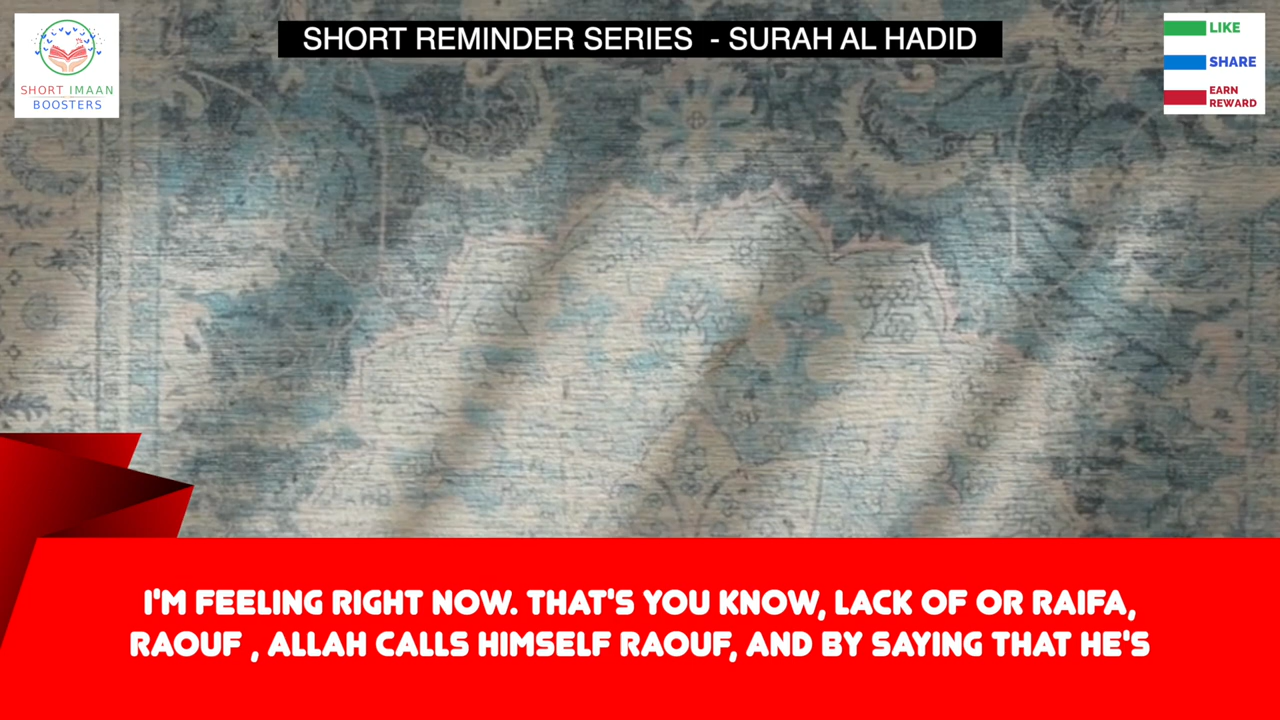 SHORT REMINDER SERIES - SURAH AL HADID
SHORT IMAAN
BOOSTERS
LIKE
SHARE
EARN
REWARD
I'M FEELING RIGHT NOW. THAT'S YOU KNOW, LACK OF OR RAIFA,
RAOUF , ALLAH CALLS HIMSELF RAOUF, AND BY SAYING THAT HE'S